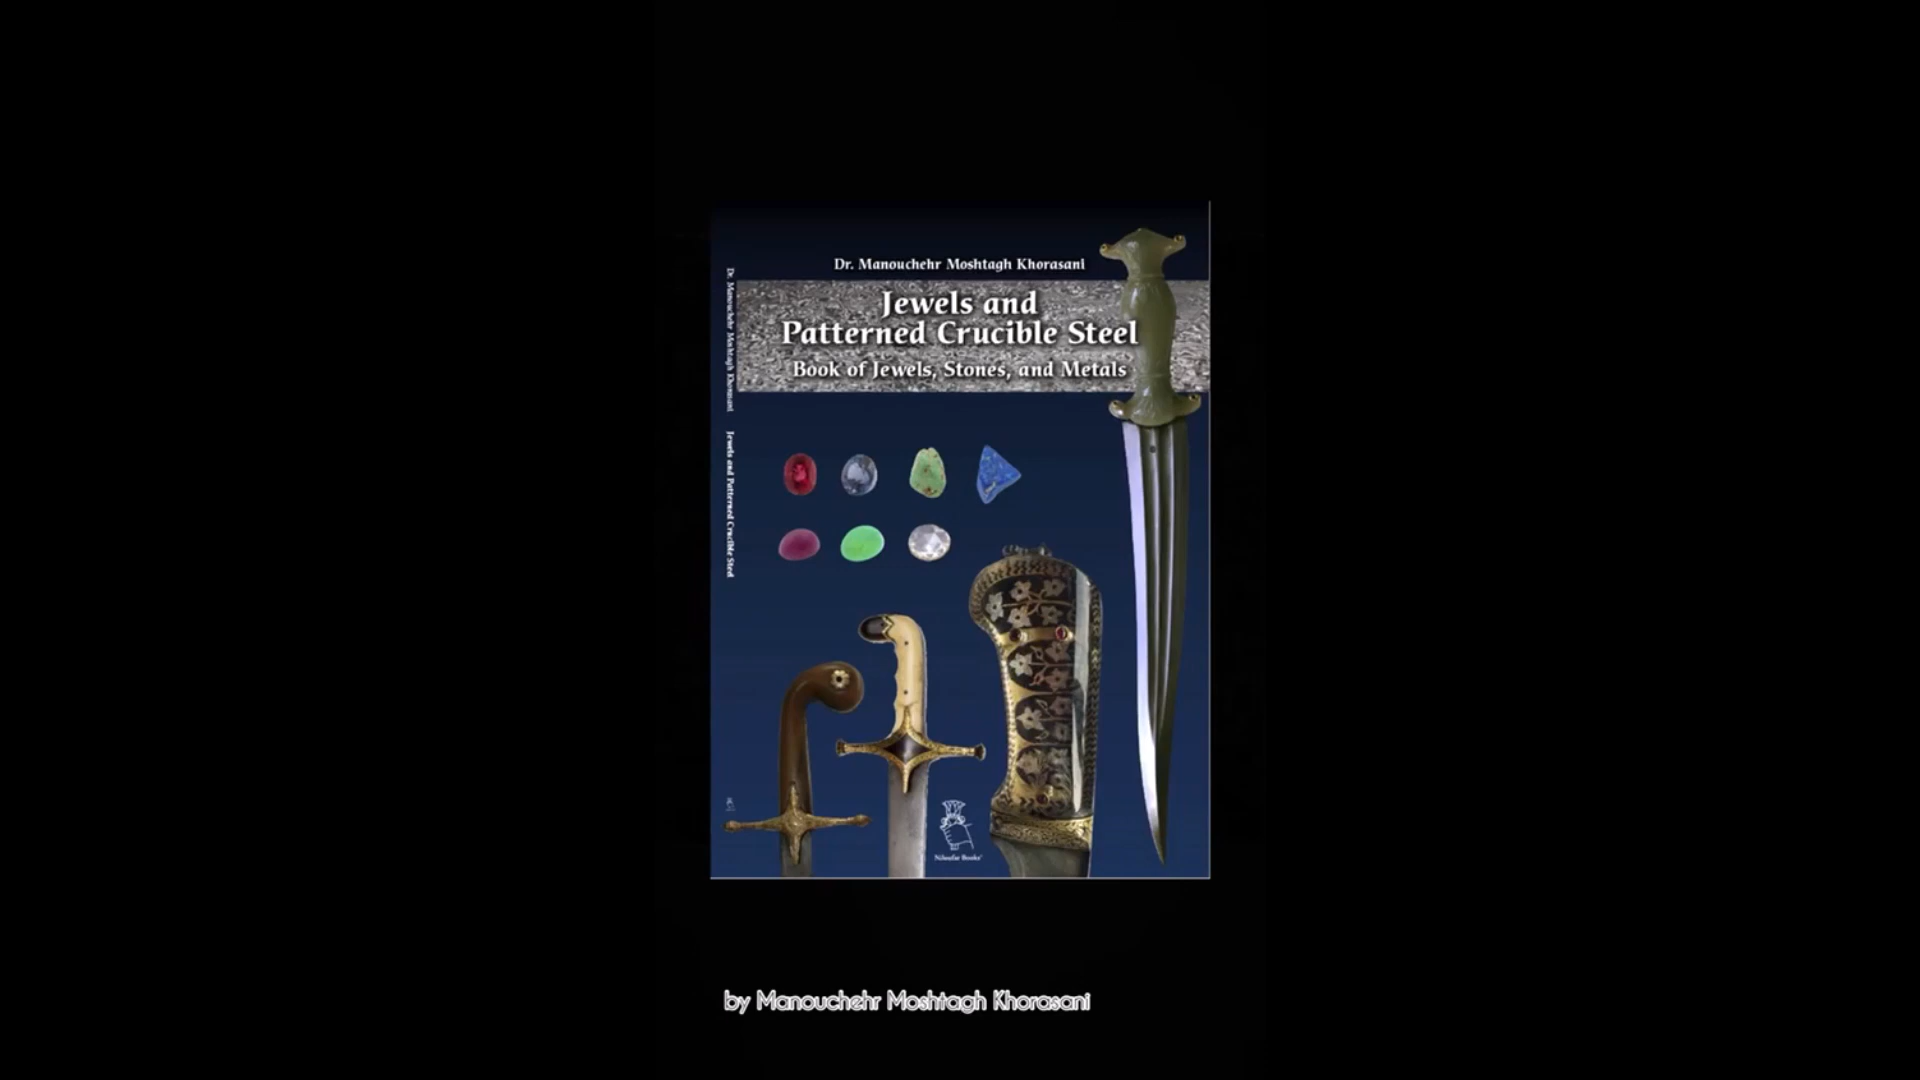 Dr. Manouchehr Moshtagh Khorasani
Jewels and
Patterned Crucible Steel
Book of Jewels, Stones, and Metals
Dr. Manouchehr Moshtagh Khorasani
Jewels and Patterned Crucible Steel
Niloufar Books
by Manouchehr Moshtagh Khorasani